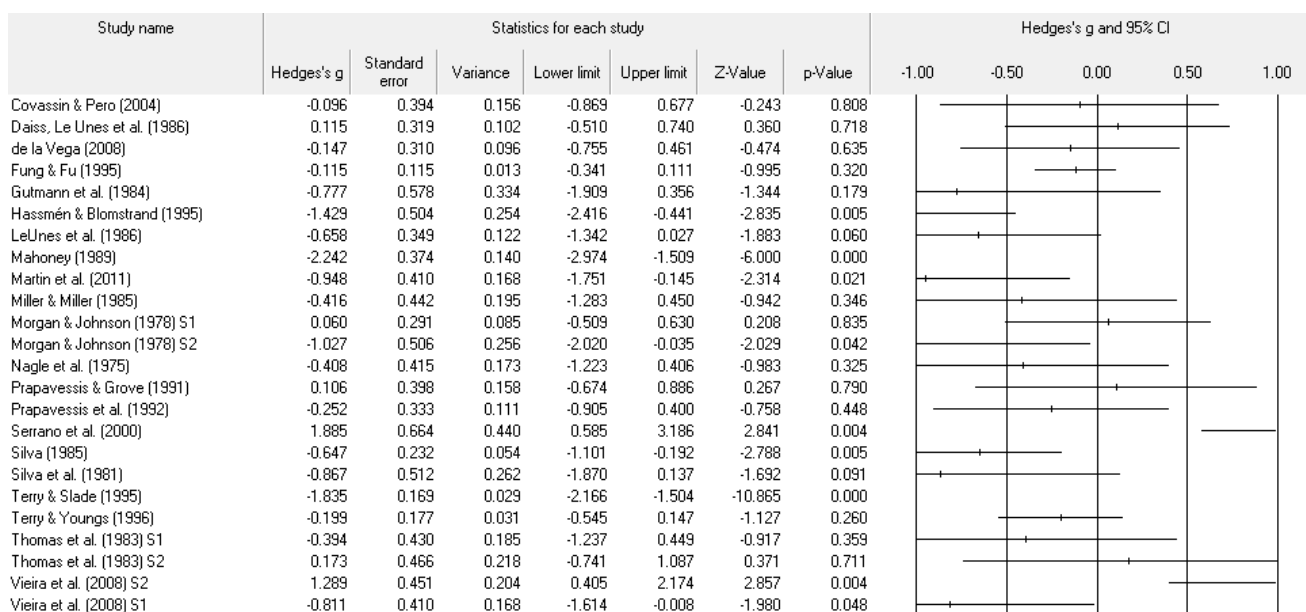 Study name Statistics for each study Hedges's g and 95% CI
Hedges's g Standard error Variance Lower limit Upper limit Z-Value p-Value -1.00 -0.50 0.00 0.50 1.00
Covassin & Pero (2004) -0.096 0.394 0.156 -0.869 0.677 -0.243 0.808
Daiss, Le Unes et al. (1986) 0.115 0.319 0.102 -0.510 0.740 0.360 0.718
de la Vega (2008) -0.147 0.310 0.096 -0.755 0.461 -0.474 0.635
Fung & Fu (1995) -0.115 0.115 0.013 -0.341 0.111 -0.995 0.320
Gutmann et al. (1984) -0.777 0.578 0.334 -1.909 0.356 -1.344 0.179
Hassmén & Blomstrand (1995) -1.429 0.504 0.254 -2.416 -0.441 -2.835 0.005
LeUnes et al. (1986) -0.658 0.349 0.122 -1.342 0.027 -1.883 0.060
Mahoney (1989) -2.242 0.374 0.140 -2.974 -1.509 -6.000 0.000
Martin et al. (2011) -0.948 0.410 0.168 -1.751 -0.145 -2.314 0.021
Miller & Miller (1985) -0.416 0.442 0.195 -1.283 0.450 -0.942 0.346
Morgan & Johnson (1978) S1 0.060 0.291 0.085 -0.509 0.630 0.208 0.835
Morgan & Johnson (1978) S2 -1.027 0.506 0.256 -2.020 -0.035 -2.029 0.042
Nagle et al. (1975) -0.408 0.415 0.173 -1.223 0.406 -0.983 0.325
Prapavessis & Grove (1991) 0.106 0.398 0.158 -0.674 0.886 0.267 0.790
Prapavessis et al. (1992) -0.252 0.333 0.111 -0.905 0.400 -0.758 0.448
Serrano et al. (2000) 1.885 0.664 0.440 0.585 3.186 2.841 0.004
Silva (1985) -0.647 0.232 0.054 -1.101 -0.192 -2.788 0.005
Silva et al. (1981) -0.867 0.512 0.262 -1.870 0.137 -1.692 0.091
Terry & Slade (1995) -1.835 0.169 0.029 -2.166 -1.504 -10.865 0.000
Terry & Youngs (1996) -0.199 0.177 0.031 -0.545 0.147 -1.127 0.260
Thomas et al. (1983) S1 -0.394 0.430 0.185 -1.237 0.449 -0.917 0.359
Thomas et al. (1983) S2 0.173 0.466 0.218 -0.741 1.087 0.371 0.711
Vieira et al. (2008) S2 1.289 0.451 0.204 0.405 2.174 2.857 0.004
Vieira et al. (2008) S1 -0.811 0.410 0.168 -1.614 -0.008 -1.980 0.048